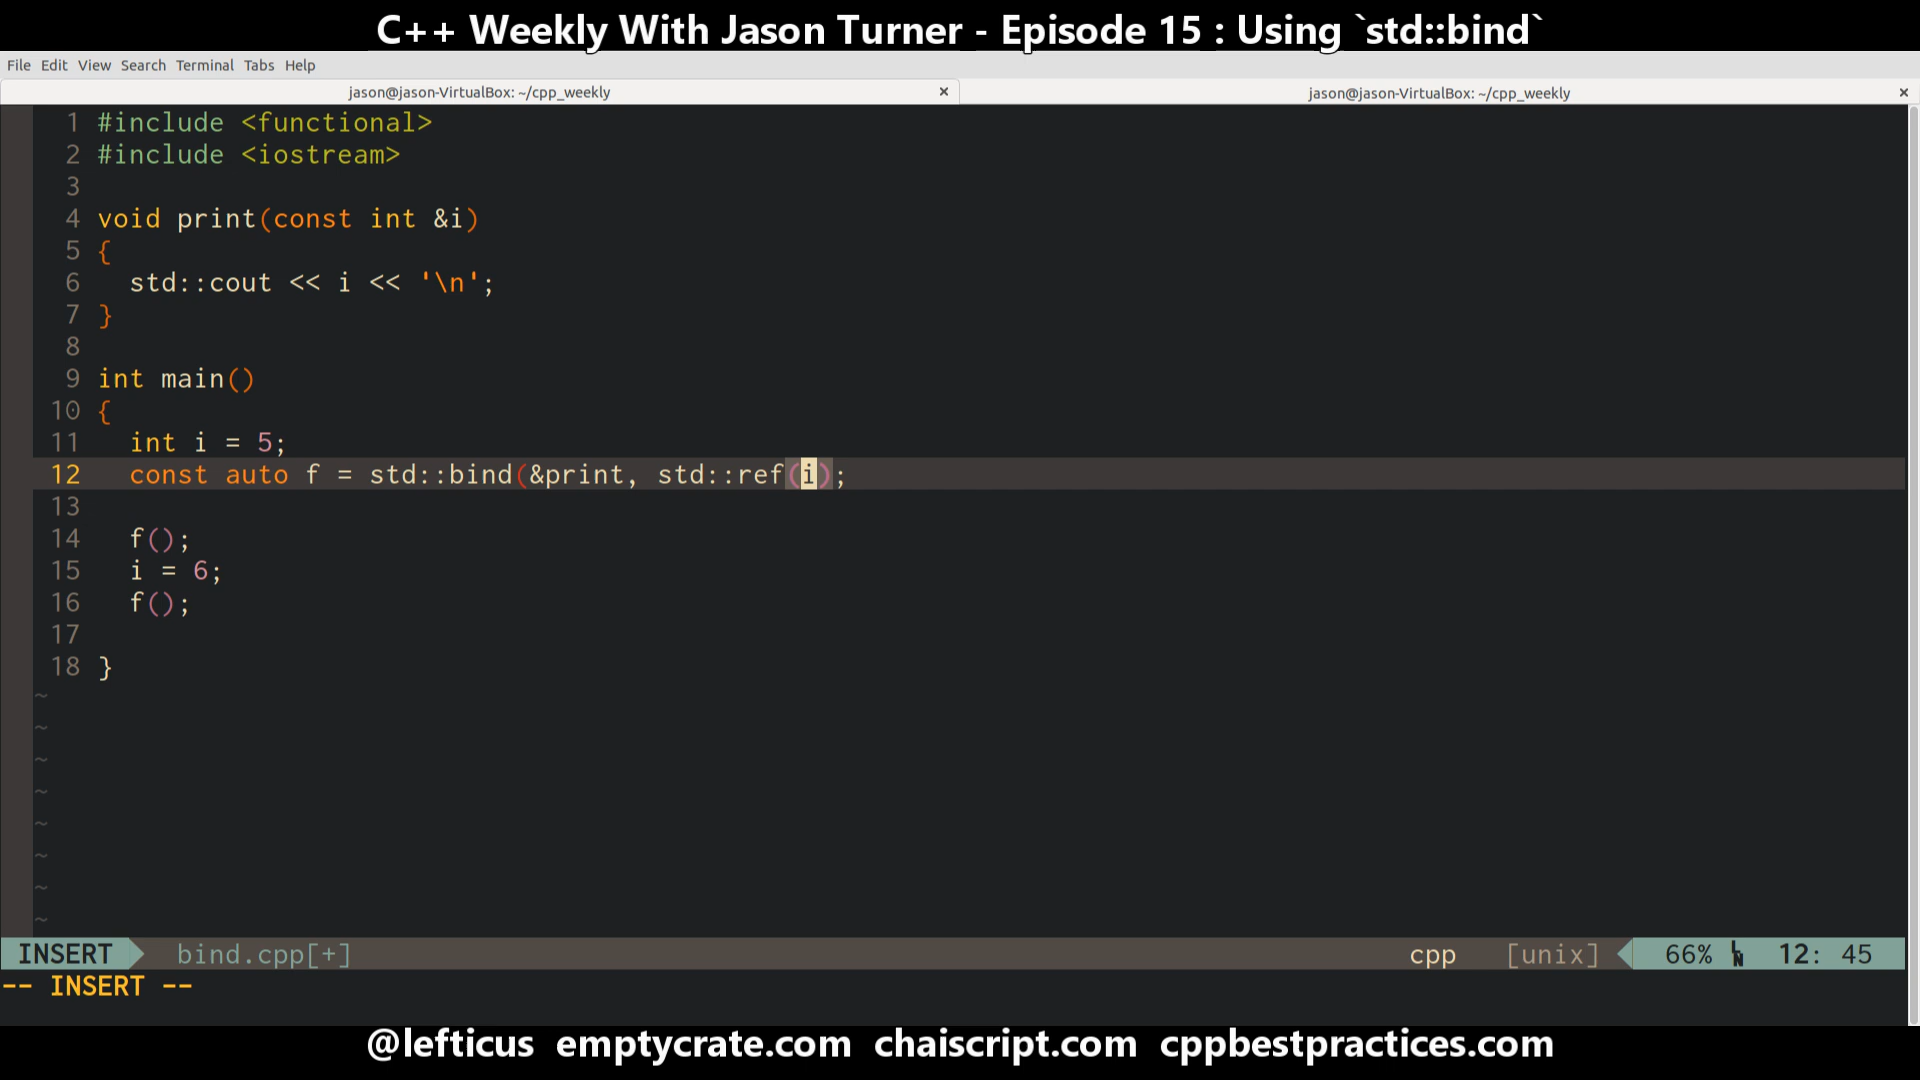 C++ Weekly With Jason Turner - Episode 15 : Using `std::bind`
File Edit View Search Terminal Tabs Help
jason@jason-VirtualBox: ~/cpp_weekly × jason@jason-VirtualBox: ~/cpp_weekly ×
1 #include <functional>
2 #include <iostream>
3
4 void print(const int &i)
5 {
6   std::cout << i << '\n';
7 }
8
9 int main()
10 {
11   int i = 5;
12   const auto f = std::bind(&print, std::ref(i);
13
14   f();
15   i = 6;
16   f();
17
18 }
~
~
~
~
~
~
~
~
INSERT bind.cpp[+] cpp [unix] 66% LN 12: 45
-- INSERT --
@lefticus emptycrate.com chaiscript.com cppbestpractices.com